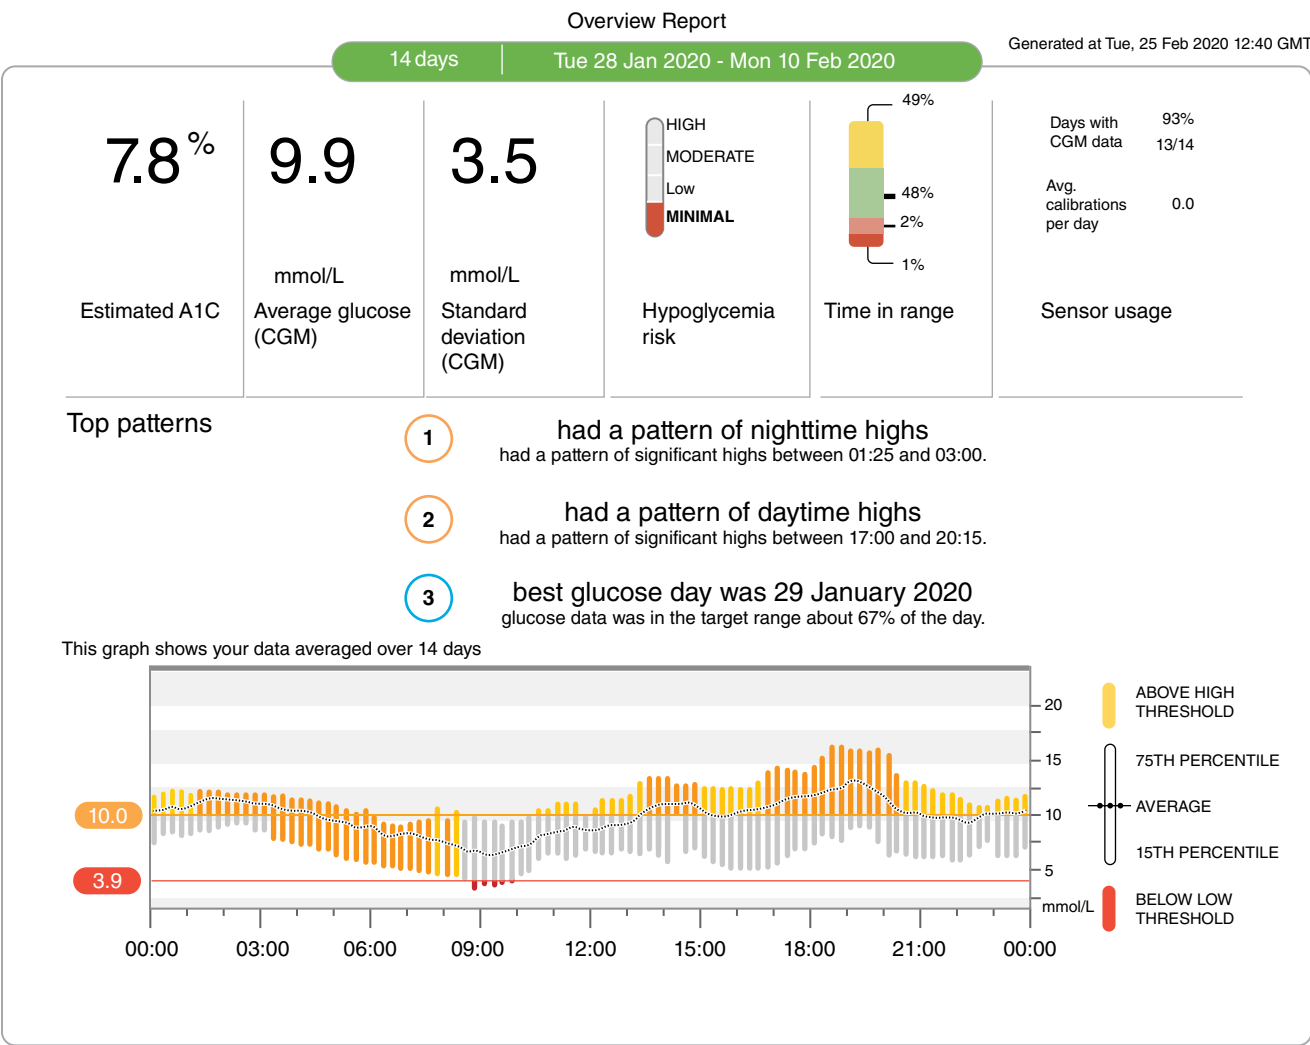 Overview Report
Generated at Tue, 25 Feb 2020 12:40 GMT
14 days
Tue 28 Jan 2020 - Mon 10 Feb 2020
7.8 %
Estimated A1C
9.9
mmol/L
Average glucose
(CGM)
3.5
mmol/L
Standard
deviation
(CGM)
HIGH
MODERATE
Low
MINIMAL
Hypoglycemia
risk
49%
48%
2%
1%
Time in range
Days with
CGM data
93%
13/14
Avg.
calibrations
per day
0.0
Sensor usage
Top patterns
1
had a pattern of nighttime highs
had a pattern of significant highs between 01:25 and 03:00.
2
had a pattern of daytime highs
had a pattern of significant highs between 17:00 and 20:15.
3
best glucose day was 29 January 2020
glucose data was in the target range about 67% of the day.
This graph shows your data averaged over 14 days
10.0
3.9
20
15
10
5
mmol/L
00:00
03:00
06:00
09:00
12:00
15:00
18:00
21:00
00:00
ABOVE HIGH
THRESHOLD
75TH PERCENTILE
AVERAGE
15TH PERCENTILE
BELOW LOW
THRESHOLD